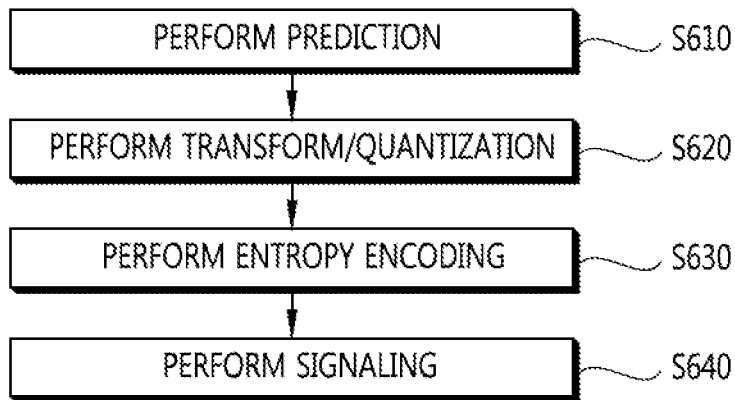 PERFORM PREDICTION S610
PERFORM TRANSFORM/QUANTIZATION S620
PERFORM ENTROPY ENCODING S630
PERFORM SIGNALING S640